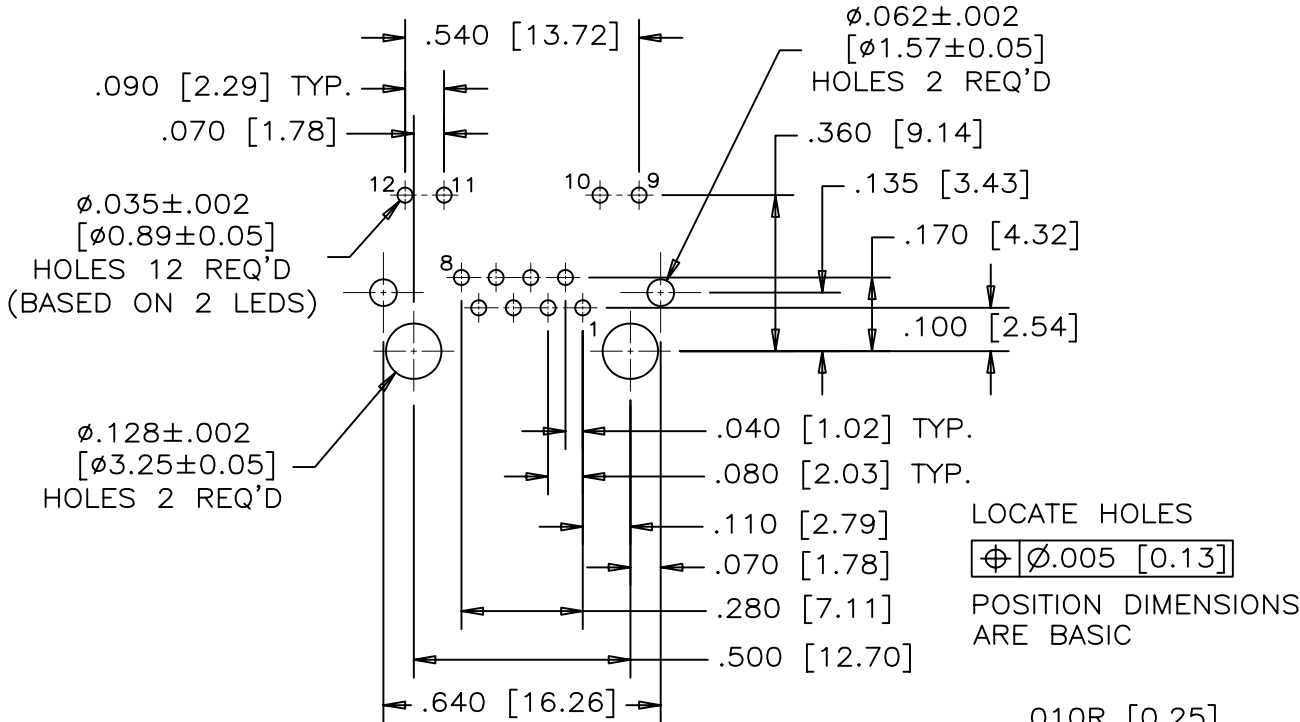 .540 [13.72]
ø.062±.002
[ø1.57±0.05]
HOLES 2 REQ'D
.090 [2.29] TYP.
.070 [1.78]
.360 [9.14]
12
11
10
9
.135 [3.43]
ø.035±.002
[ø0.89±0.05]
HOLES 12 REQ'D
(BASED ON 2 LEDS)
.170 [4.32]
8
1
.100 [2.54]
ø.128±.002
[ø3.25±0.05]
HOLES 2 REQ'D
.040 [1.02] TYP.
.080 [2.03] TYP.
.110 [2.79]
.070 [1.78]
.280 [7.11]
.500 [12.70]
.640 [16.26]
LOCATE HOLES
⌖ Ø.005 [0.13]
POSITION DIMENSIONS
ARE BASIC
.010R [0.25]